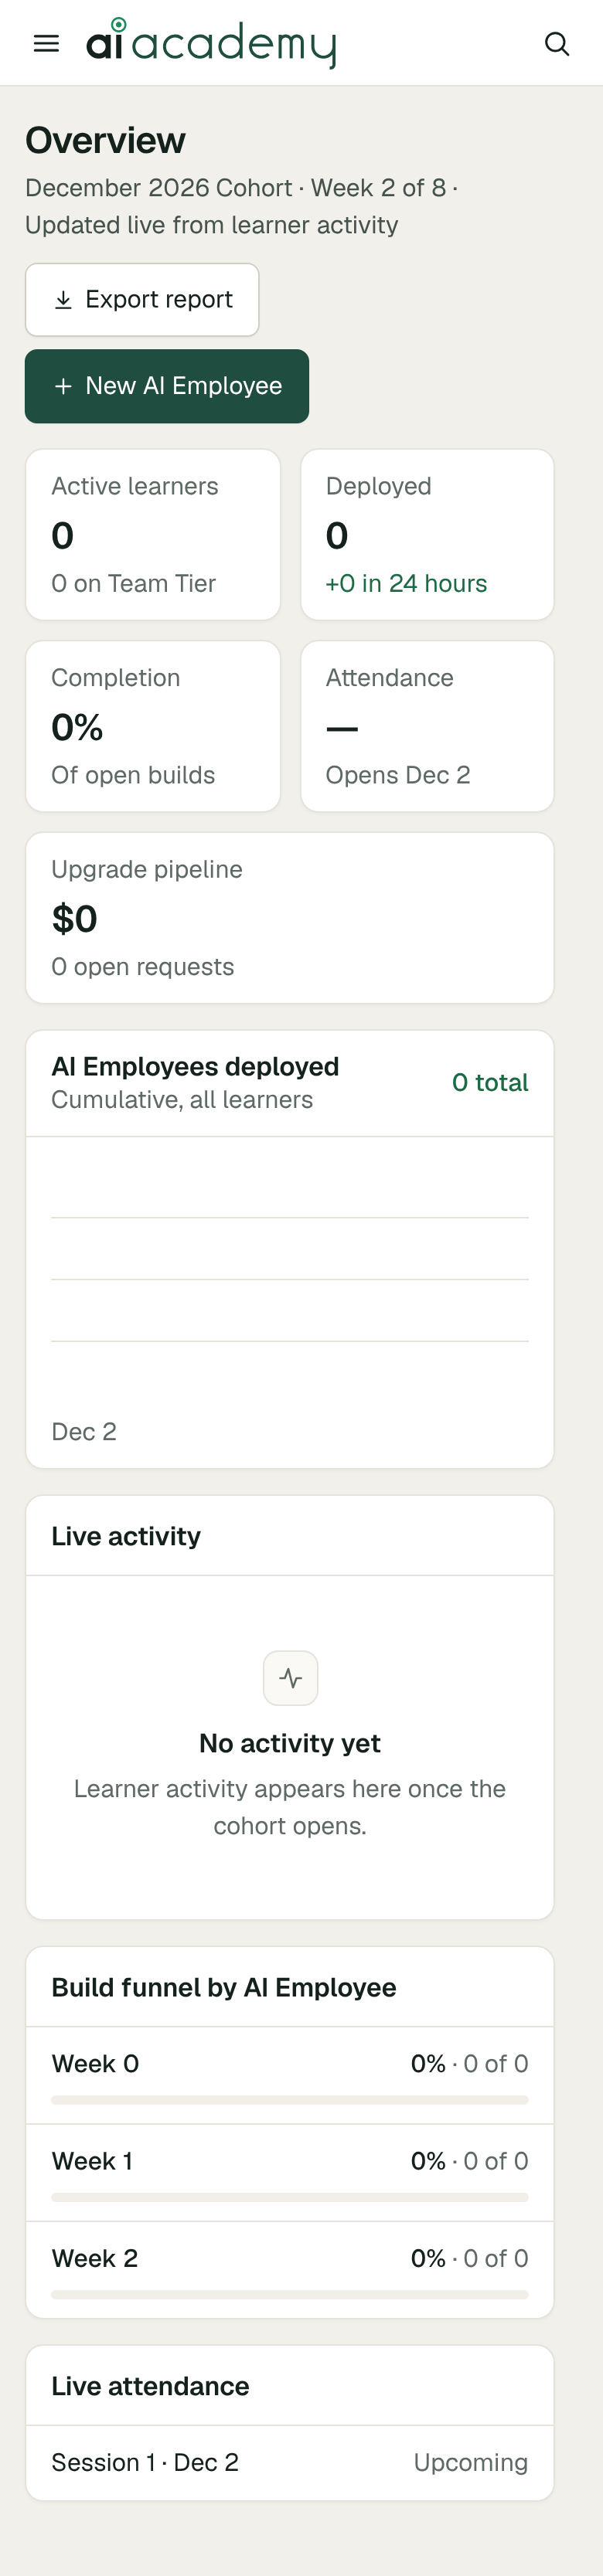 ai academy
Overview
December 2026 Cohort · Week 2 of 8 ·
Updated live from learner activity
Export report
New AI Employee
Active learners
0
0 on Team Tier
Deployed
0
+0 in 24 hours
Completion
0%
Of open builds
Attendance
—
Opens Dec 2
Upgrade pipeline
$0
0 open requests
AI Employees deployed
Cumulative, all learners
0 total
Dec 2
Live activity
No activity yet
Learner activity appears here once the
cohort opens.
Build funnel by AI Employee
Week 0 0% · 0 of 0
Week 1 0% · 0 of 0
Week 2 0% · 0 of 0
Live attendance
Session 1 · Dec 2 Upcoming